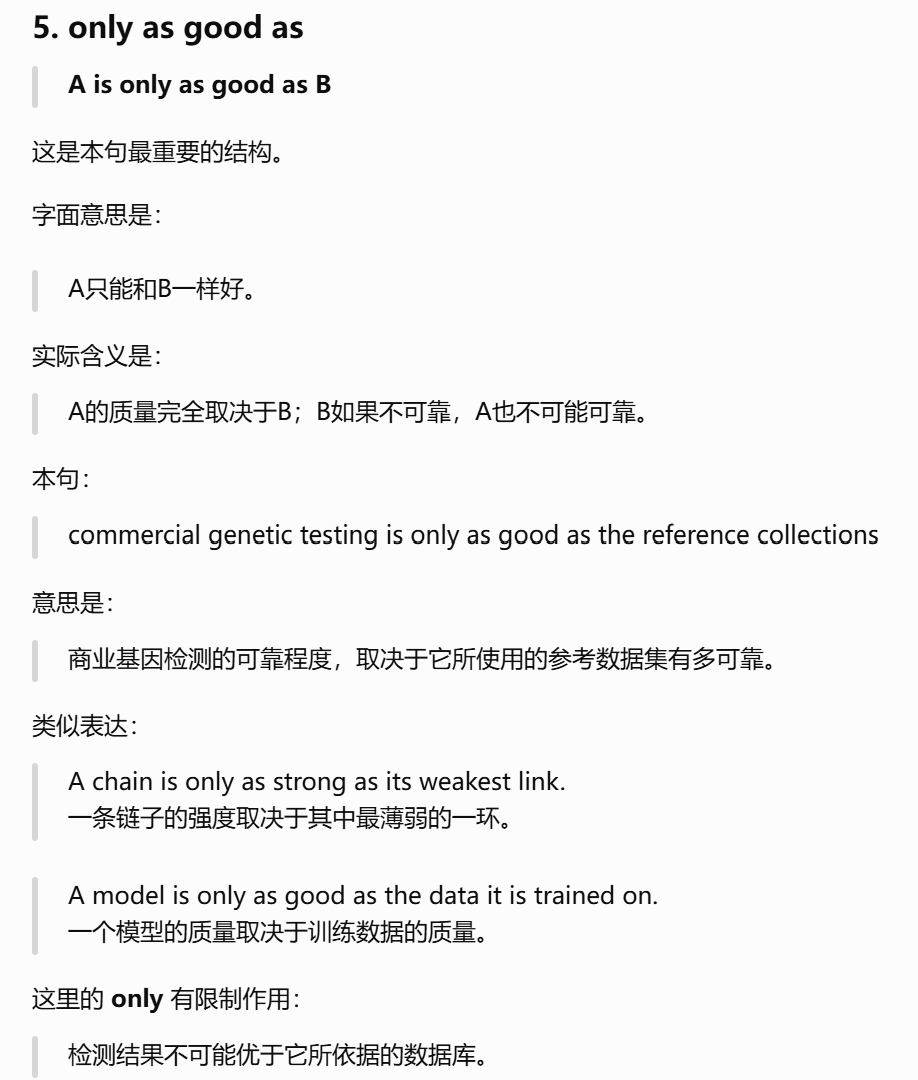 5. only as good as
A is only as good as B
这是本句最重要的结构。
字面意思是：
A只能和B一样好。
实际含义是：
A的质量完全取决于B；B如果不可靠，A也不可能可靠。
本句：
commercial genetic testing is only as good as the reference collections
意思是：
商业基因检测的可靠程度，取决于它所使用的参考数据集有多可靠。
类似表达：
A chain is only as strong as its weakest link.
一条链子的强度取决于其中最薄弱的一环。
A model is only as good as the data it is trained on.
一个模型的质量取决于训练数据的质量。
这里的 only 有限制作用：
检测结果不可能优于它所依据的数据库。